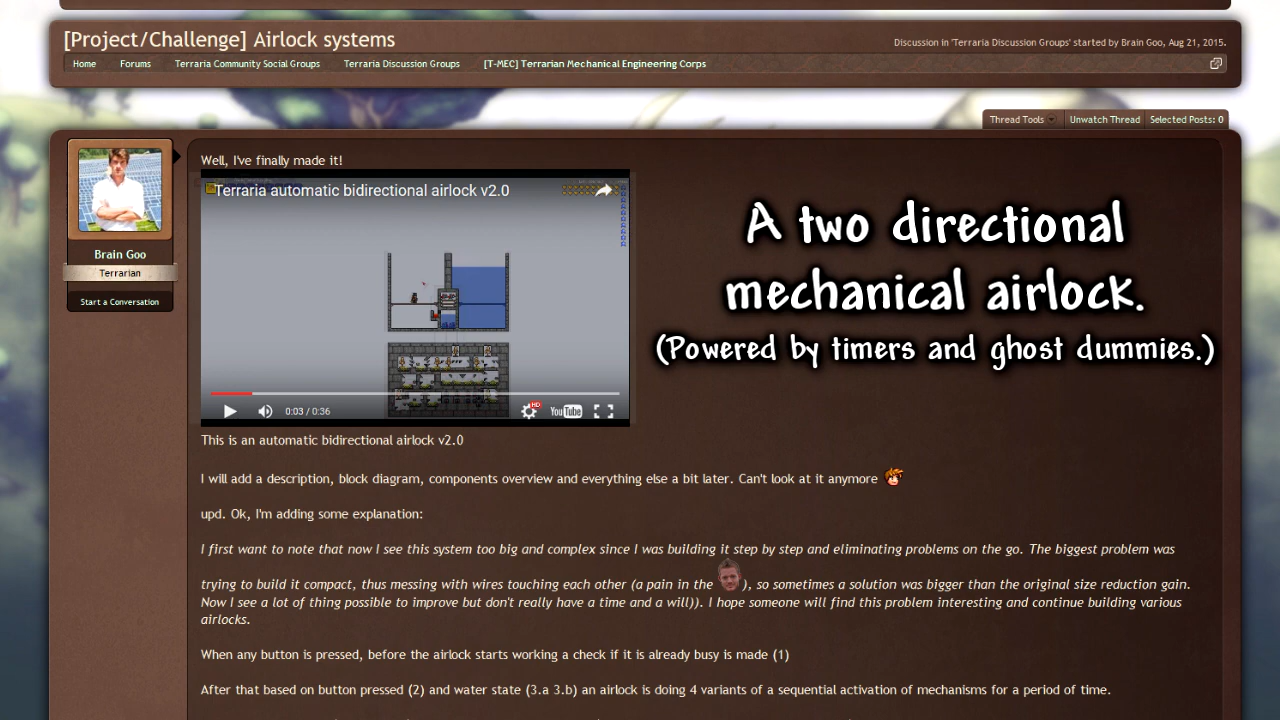 [Project/Challenge] Airlock systems
Discussion in 'Terraria Discussion Groups' started by Brain Goo, Aug 21, 2015.
Home Forums Terraria Community Social Groups Terraria Discussion Groups [T-MEC] Terrarian Mechanical Engineering Corps
Thread Tools Unwatch Thread Selected Posts: 0
Well, I've finally made it!
Terraria automatic bidirectional airlock v2.0
A two directional
mechanical airlock.
(Powered by timers and ghost dummies.)
Brain Goo
Terrarian
Start a Conversation
0:03 / 0:36 HD YouTube
This is an automatic bidirectional airlock v2.0
I will add a description, block diagram, components overview and everything else a bit later. Can't look at it anymore
upd. Ok, I'm adding some explanation:
I first want to note that now I see this system too big and complex since I was building it step by step and eliminating problems on the go. The biggest problem was
trying to build it compact, thus messing with wires touching each other (a pain in the ), so sometimes a solution was bigger than the original size reduction gain.
Now I see a lot of thing possible to improve but don't really have a time and a will)). I hope someone will find this problem interesting and continue building various
airlocks.
When any button is pressed, before the airlock starts working a check if it is already busy is made (1)
After that based on button pressed (2) and water state (3.a 3.b) an airlock is doing 4 variants of a sequential activation of mechanisms for a period of time.